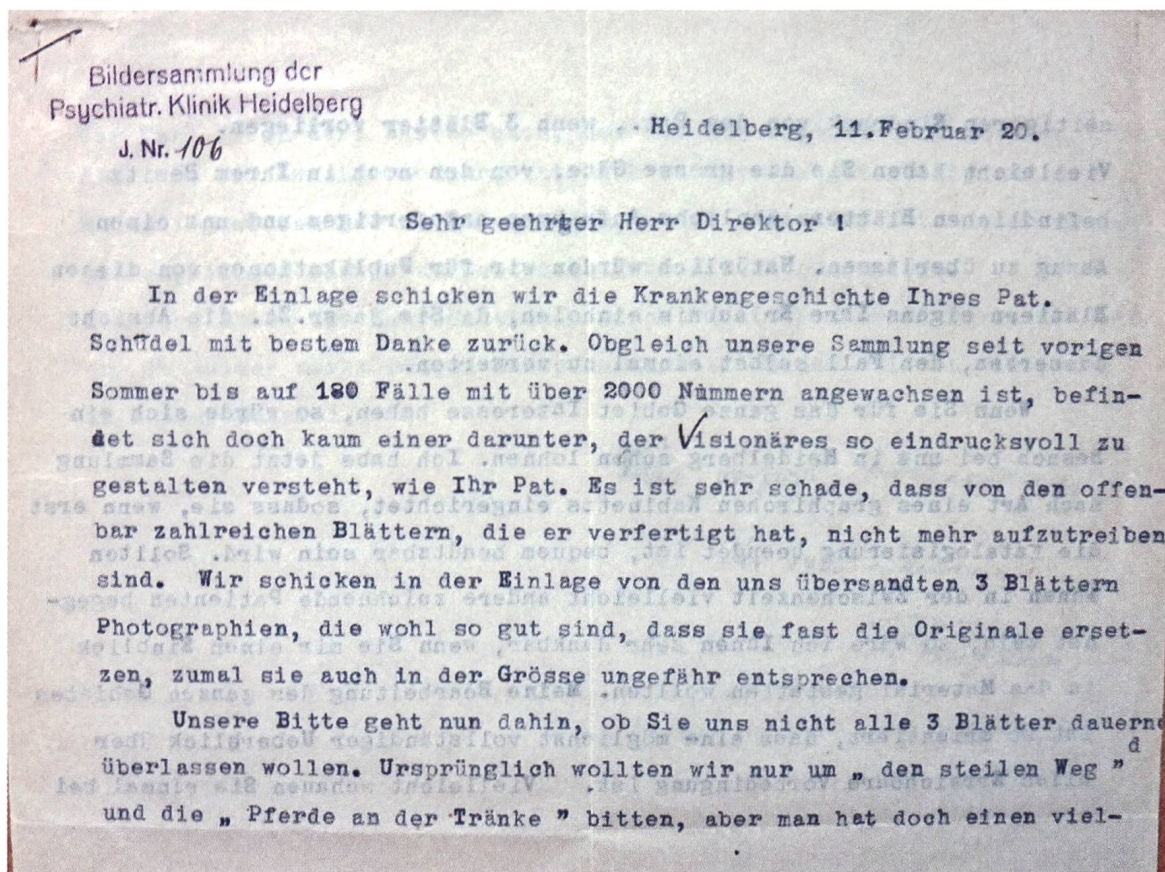 Bildersammlung der
Psychiatr. Klinik Heidelberg
J. Nr. 106
Heidelberg, 11.Februar 20.
Sehr geehrter Herr Direktor !
In der Einlage schicken wir die Krankengeschichte Ihres Pat.
Schudel mit bestem Danke zurück. Obgleich unsere Sammlung seit vorigen
Sommer bis auf 180 Fälle mit über 2000 Nummern angewachsen ist, befin-
det sich doch kaum einer darunter, der Visionäres so eindrucksvoll zu
gestalten versteht, wie Ihr Pat. Es ist sehr schade, dass von den offen-
bar zahlreichen Blättern, die er verfertigt hat, nicht mehr aufzutreiben
sind. Wir schicken in der Einlage von den uns übersandten 3 Blättern
Photographien, die wohl so gut sind, dass sie fast die Originale erset-
zen, zumal sie auch in der Grösse ungefähr entsprechen.
Unsere Bitte geht nun dahin, ob Sie uns nicht alle 3 Blätter dauernd
überlassen wollen. Ursprünglich wollten wir nur um „ den steilen Weg "
und die „ Pferde an der Tränke " bitten, aber man hat doch einen viel-